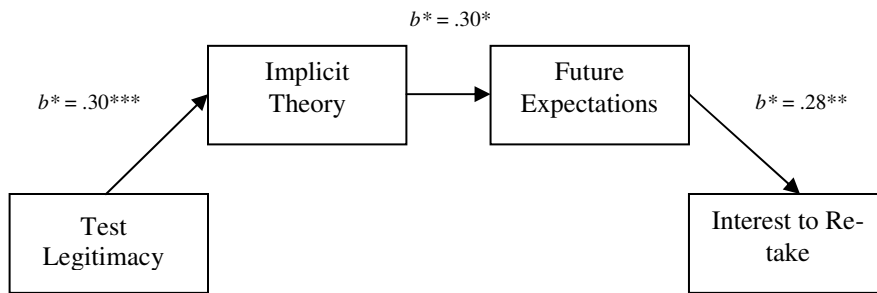 b* = .30*
Implicit
Theory
Future
Expectations
b* = .30***
b* = .28**
Test
Legitimacy
Interest to Re-
take